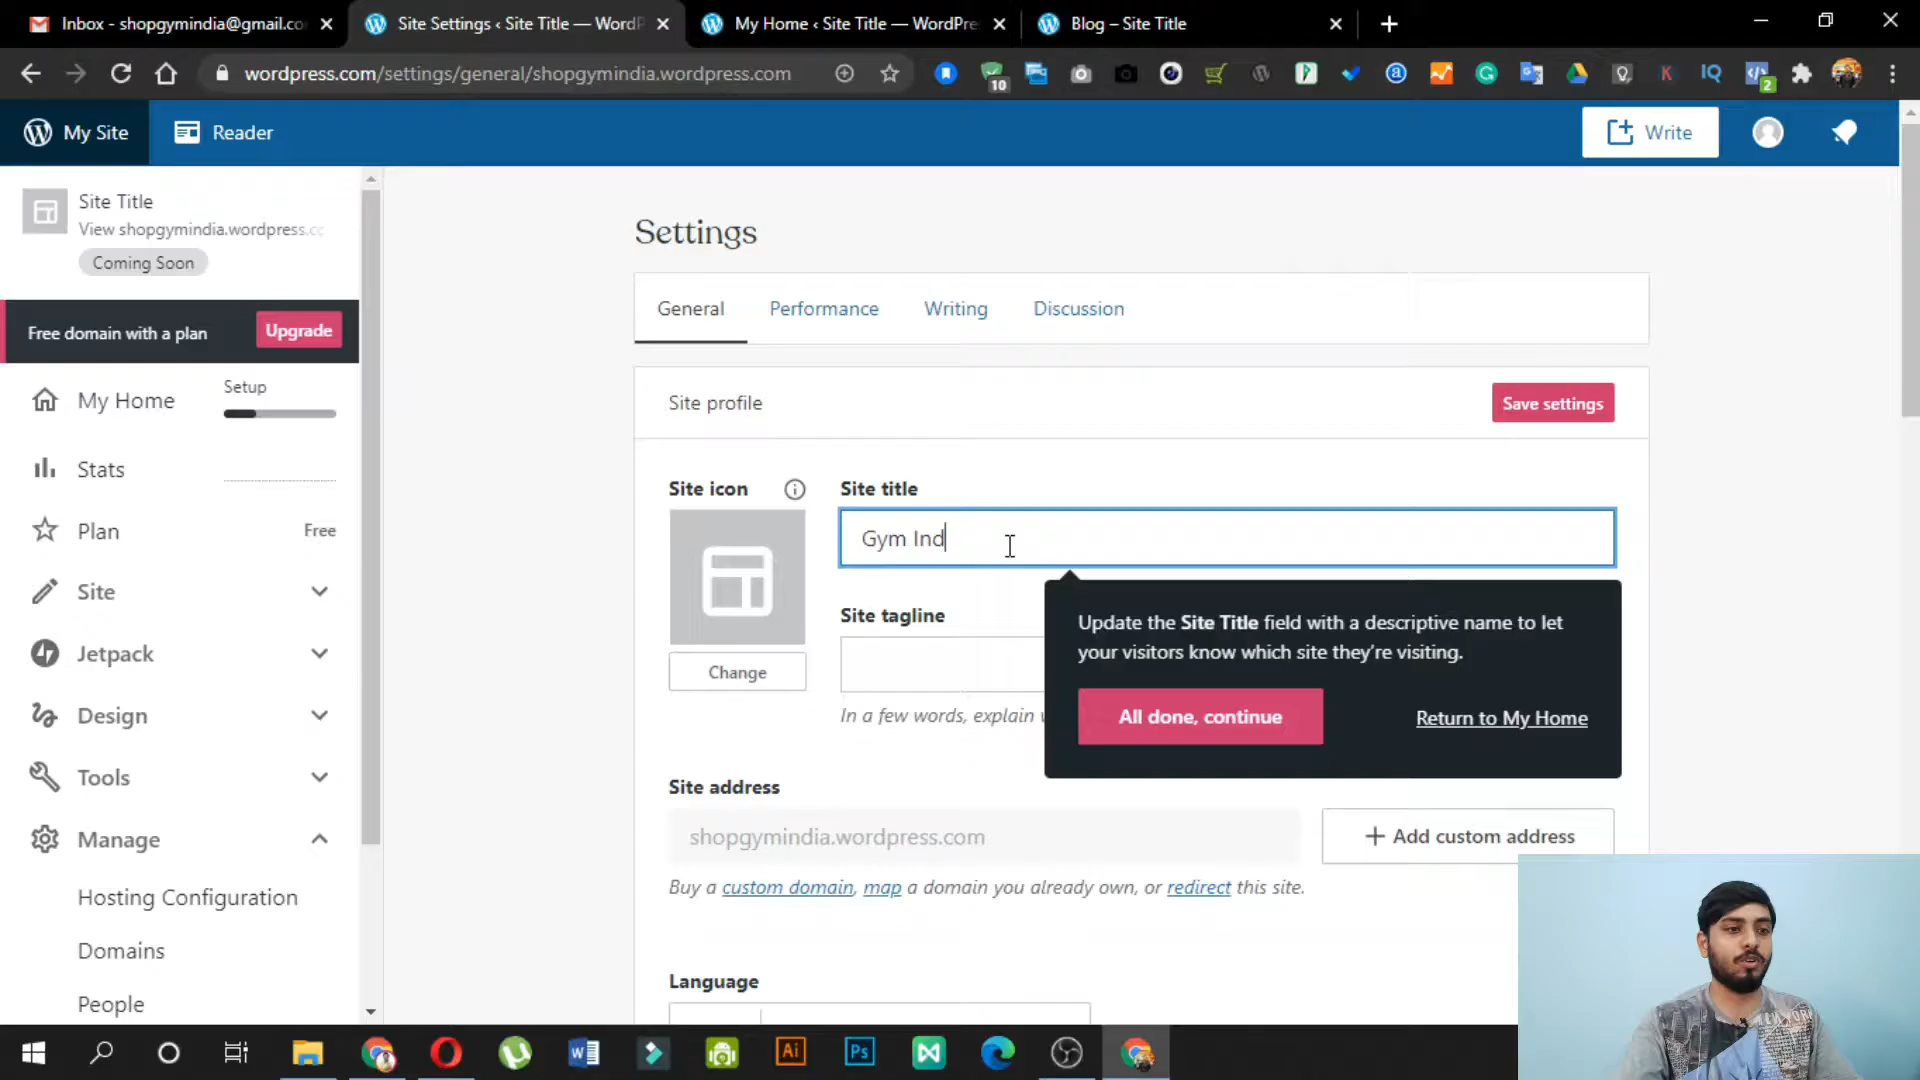 Inbox - shopgymindia@gmail.co
Site Settings ‹ Site Title — WordP
My Home ‹ Site Title — WordPre
Blog – Site Title
wordpress.com/settings/general/shopgymindia.wordpress.com
10
2
My Site
Reader
Write
Site Title
View shopgymindia.wordpress.cc
Coming Soon
Free domain with a plan
Upgrade
My Home
Setup
Stats
Plan
Free
Site
Jetpack
Design
Tools
Manage
Hosting Configuration
Domains
People
Settings
General
Performance
Writing
Discussion
Site profile
Save settings
Site icon
Site title
Gym Ind
Change
Site tagline
In a few words, explain
Update the Site Title field with a descriptive name to let
your visitors know which site they're visiting.
All done, continue
Return to My Home
Site address
shopgymindia.wordpress.com
+ Add custom address
Buy a custom domain, map a domain you already own, or redirect this site.
Language